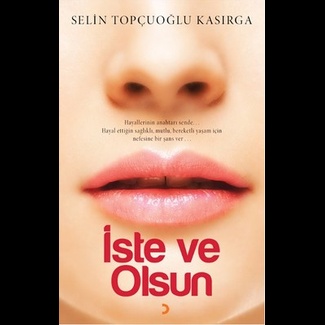 SELİN TOPÇUOĞLU KASIRGA
Hayallerinin anahtarı sende...
Hayal ettiğin sağlıklı, mutlu, bereketli yaşam için
nefesine bir şans ver . . .
İste ve
Olsun